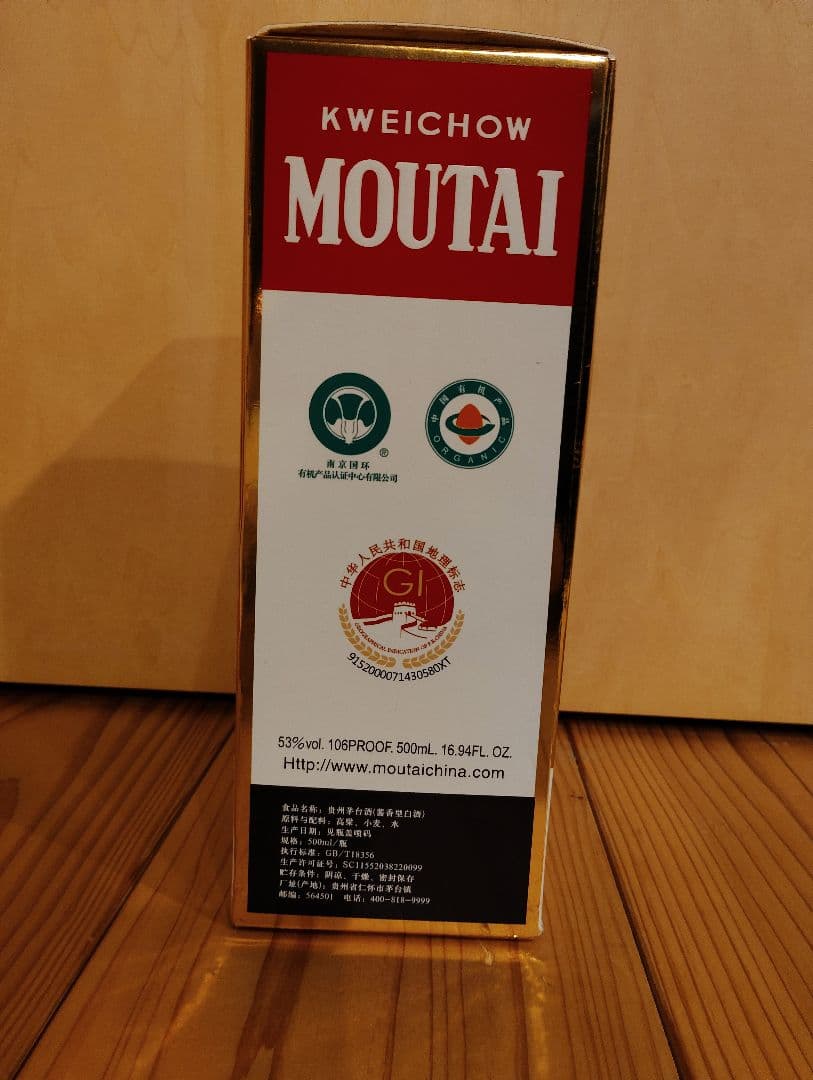 KWEICHOW
MOUTAI
®
南京国环
有机产品认证中心有限公司
中国有机产品
ORGANIC
中华人民共和国地理标志
GI
GEOGRAPHICAL INDICATION OF P.R.CHINA
9152000071430580XT
53%vol. 106PROOF. 500mL. 16.94FL. OZ.
Http://www.moutaichina.com
食品名称：贵州茅台酒(酱香型白酒)
原料与配料：高粱、小麦、水
生产日期：见瓶盖喷码
规格：500ml/瓶
执行标准：GB/T18356
生产许可证号：SC11552038220099
贮存条件：阴凉、干燥、密封保存
厂址(产地)：贵州省仁怀市茅台镇
邮编：564501 电话：400-818-9999